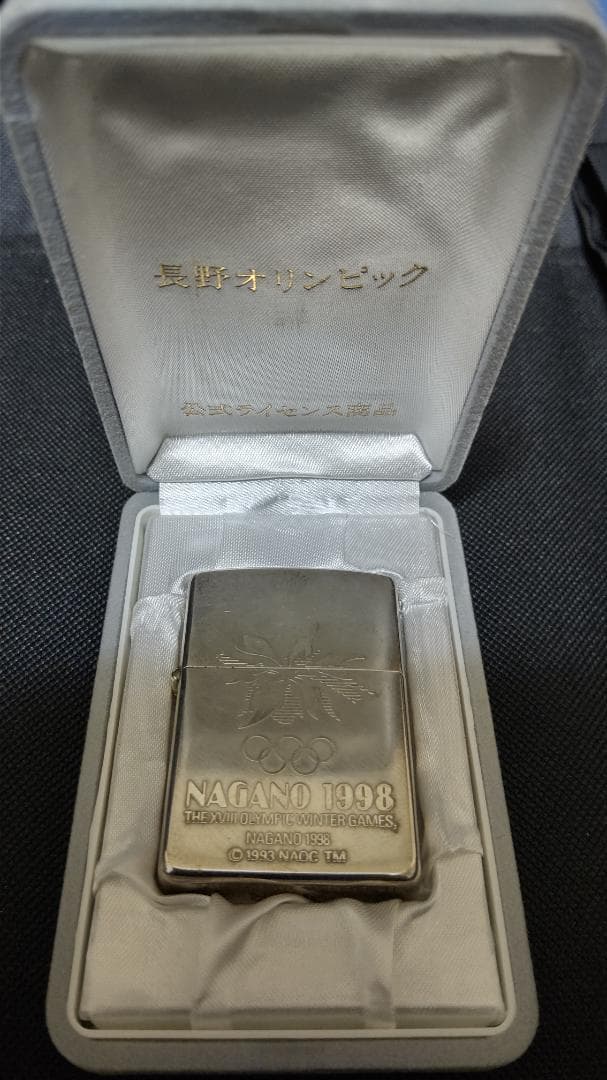 長野オリンピック
公式ライセンス商品
NAGANO 1998
THE XVIII OLYMPIC WINTER GAMES,
NAGANO 1998
© 1993 NAOC TM